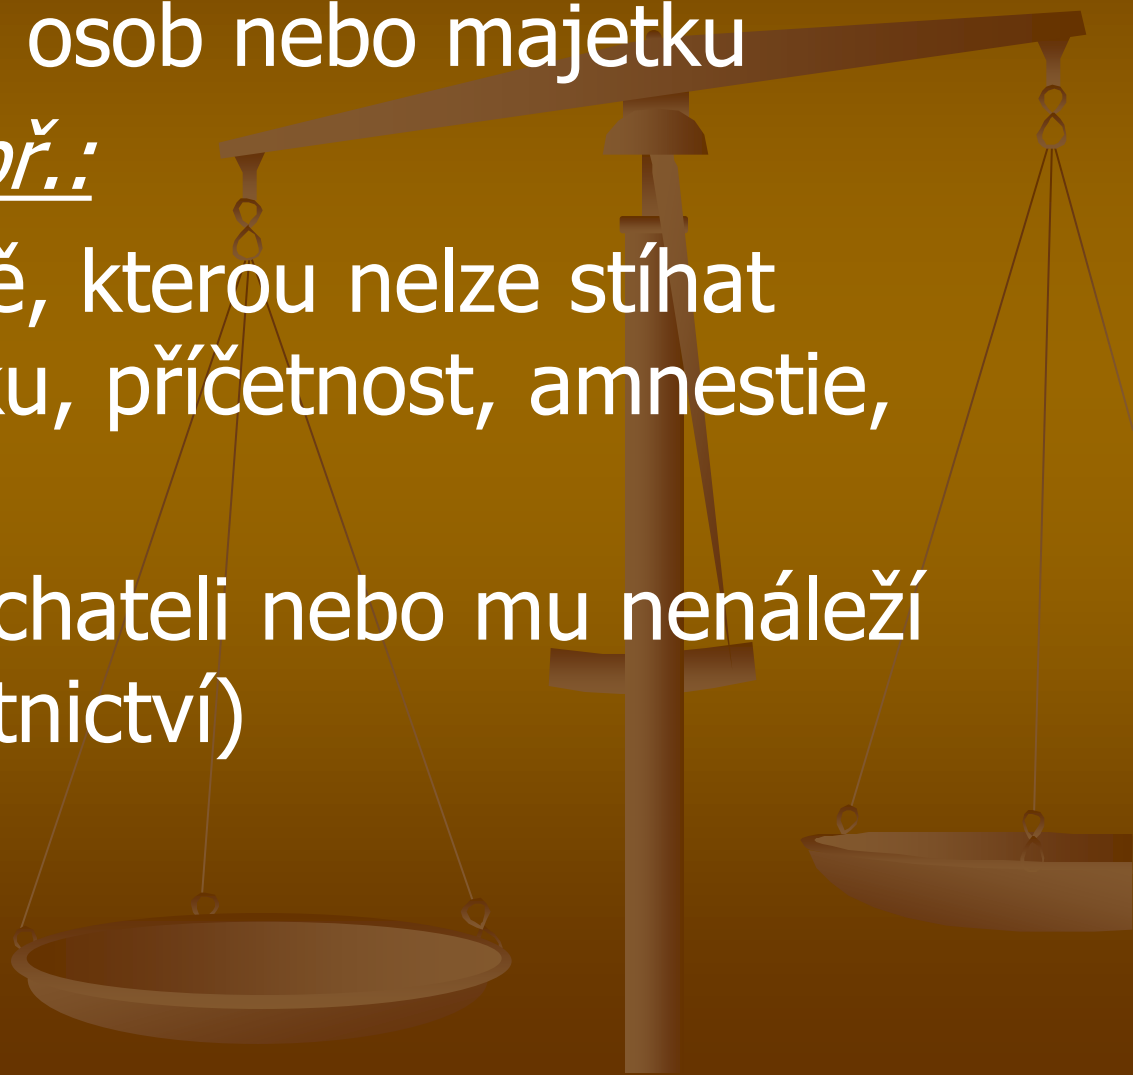 osob nebo majetku
př.:
ě, kterou nelze stíhat
ku, příčetnost, amnestie,
chateli nebo mu nenáleží
tnictví)